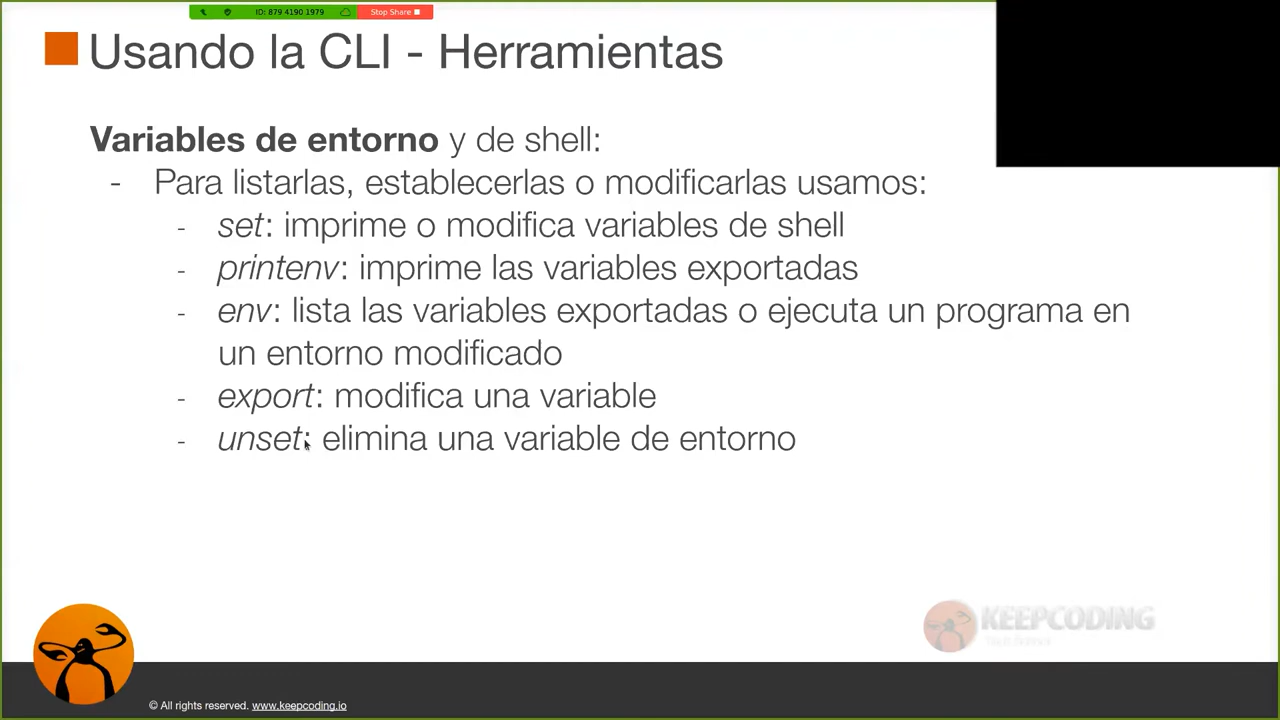 ID: 879 4190 1979
Stop Share
Usando la CLI - Herramientas
Variables de entorno y de shell:
- Para listarlas, establecerlas o modificarlas usamos:
- set: imprime o modifica variables de shell
- printenv: imprime las variables exportadas
- env: lista las variables exportadas o ejecuta un programa en
un entorno modificado
- export: modifica una variable
- unset: elimina una variable de entorno
KEEPCODING
© All rights reserved. www.keepcoding.io